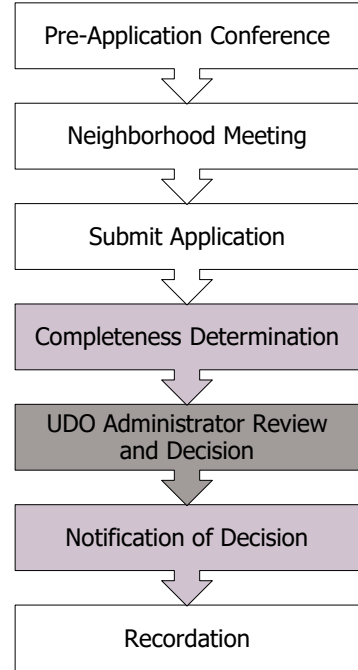 Pre-Application Conference
Neighborhood Meeting
Submit Application
Completeness Determination
UDO Administrator Review
and Decision
Notification of Decision
Recordation